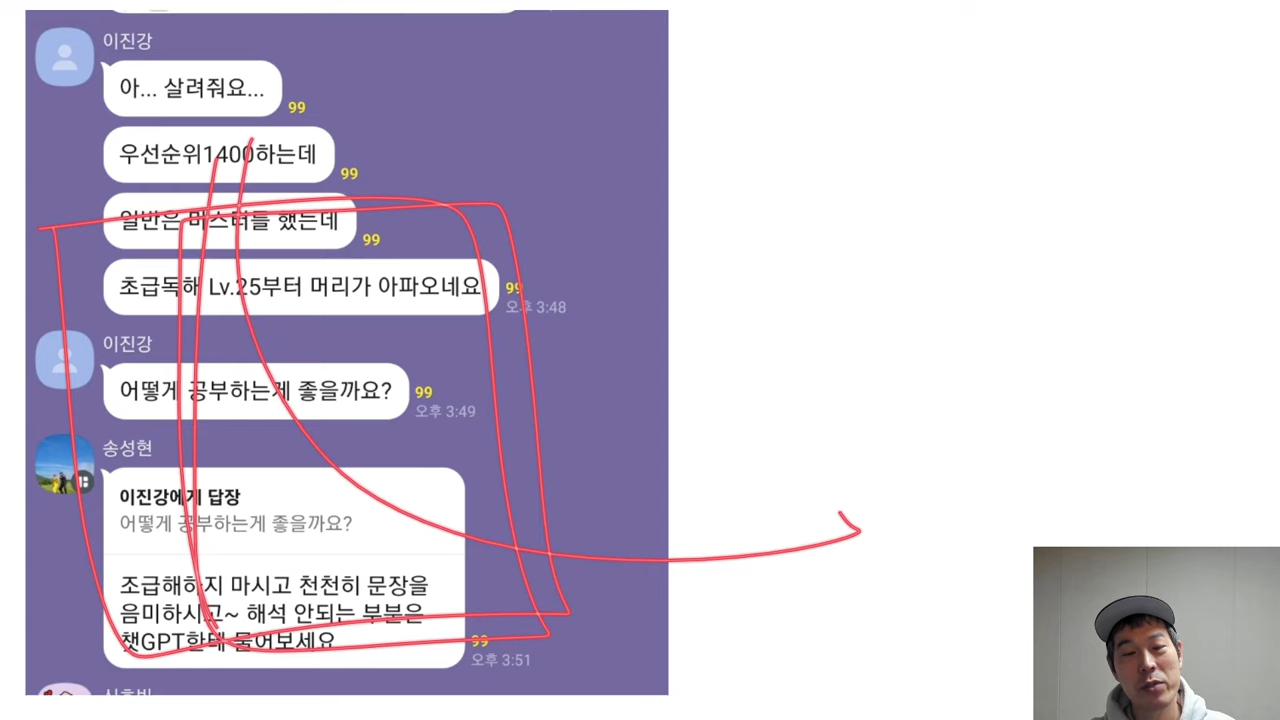 이진강
아... 살려줘요...
99
우선순위1400하는데
99
일반은 마스터를 했는데
99
초급독해 Lv.25부터 머리가 아파오네요
99
오후 3:48
이진강
어떻게 공부하는게 좋을까요?
99
오후 3:49
송성현
이진강에게 답장
어떻게 공부하는게 좋을까요?
조급해하지 마시고 천천히 문장을
음미하시고~ 해석 안되는 부분은
챗GPT한테 물어보세요
99
오후 3:51